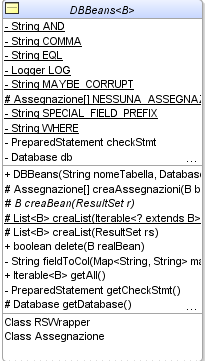 DBBeans<B>
- String AND
- String COMMA
- String EQL
- Logger LOG
- String MAYBE_CORRUPT
# Assegnazione[] NESSUNA_ASSEGNAZ
- String SPECIAL_FIELD_PREFIX
- String WHERE
- PreparedStatement checkStmt
- Database db
...
+ DBBeans(String nomeTabella, Databas
# Assegnazione[] creaAssegnazioni(B b
# B creaBean(ResultSet r)
# List<B> creaList(Iterable<? extends B>
# List<B> creaList(ResultSet rs)
+ boolean delete(B realBean)
- String fieldToCol(Map<String, String> ma
+ Iterable<B> getAll()
- PreparedStatement getCheckStmt()
# Database getDatabase()
...
Class RSWrapper
Class Assegnazione